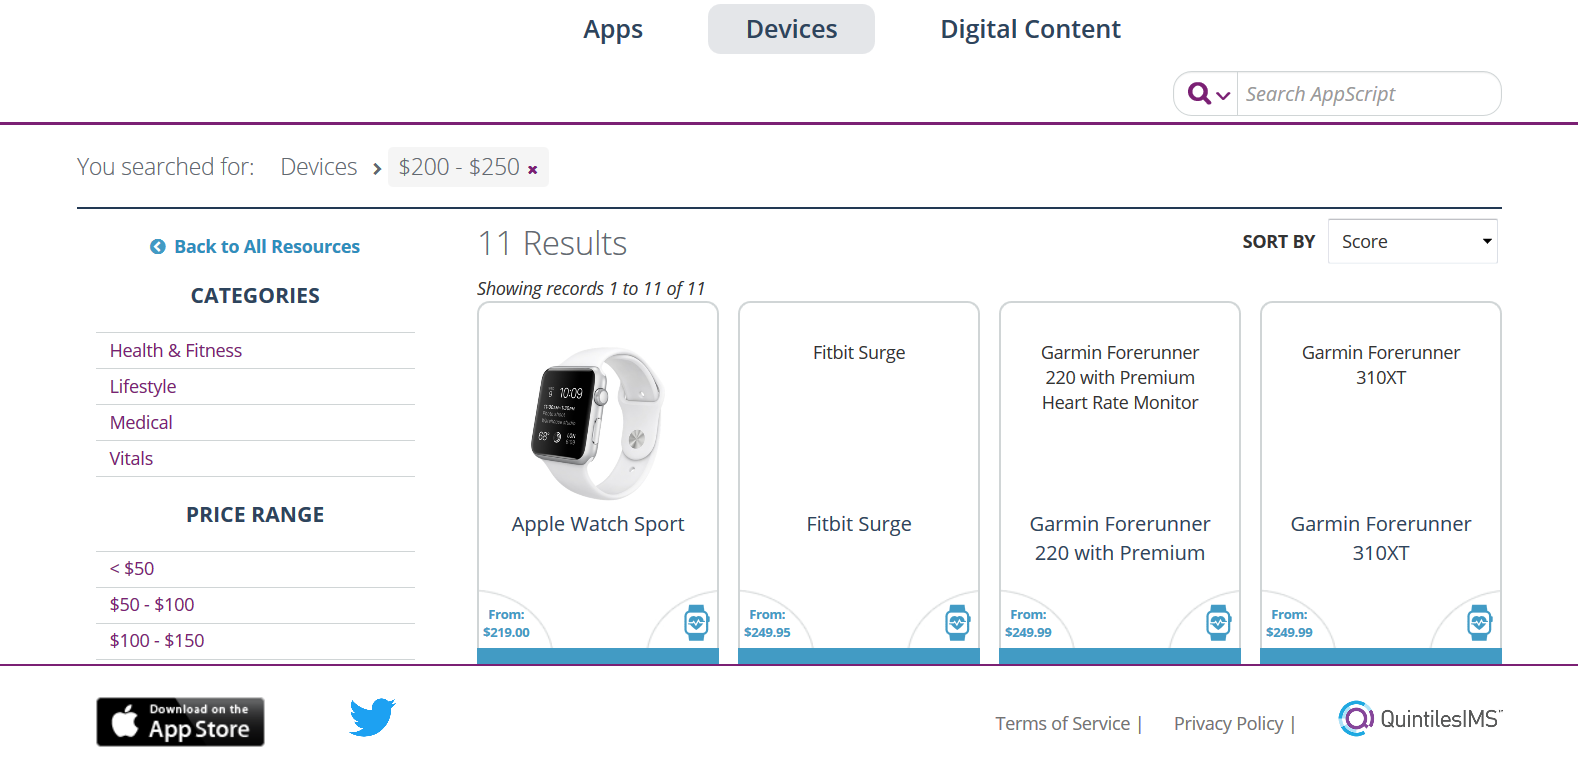 Apps
Devices
Digital Content
Search AppScript
You searched for: Devices $200 - $250
Back to All Resources
CATEGORIES
Health & Fitness
Lifestyle
Medical
Vitals
PRICE RANGE
< $50
$50 - $100
$100 - $150
11 Results
SORT BY Score
Showing records 1 to 11 of 11
10:09
Apple Watch Sport
From:
$219.00
Fitbit Surge
Fitbit Surge
From:
$249.95
Garmin Forerunner
220 with Premium
Heart Rate Monitor
Garmin Forerunner
220 with Premium
From:
$249.99
Garmin Forerunner
310XT
Garmin Forerunner
310XT
From:
$249.99
Download on the
App Store
Terms of Service |
Privacy Policy |
QuintilesIMS